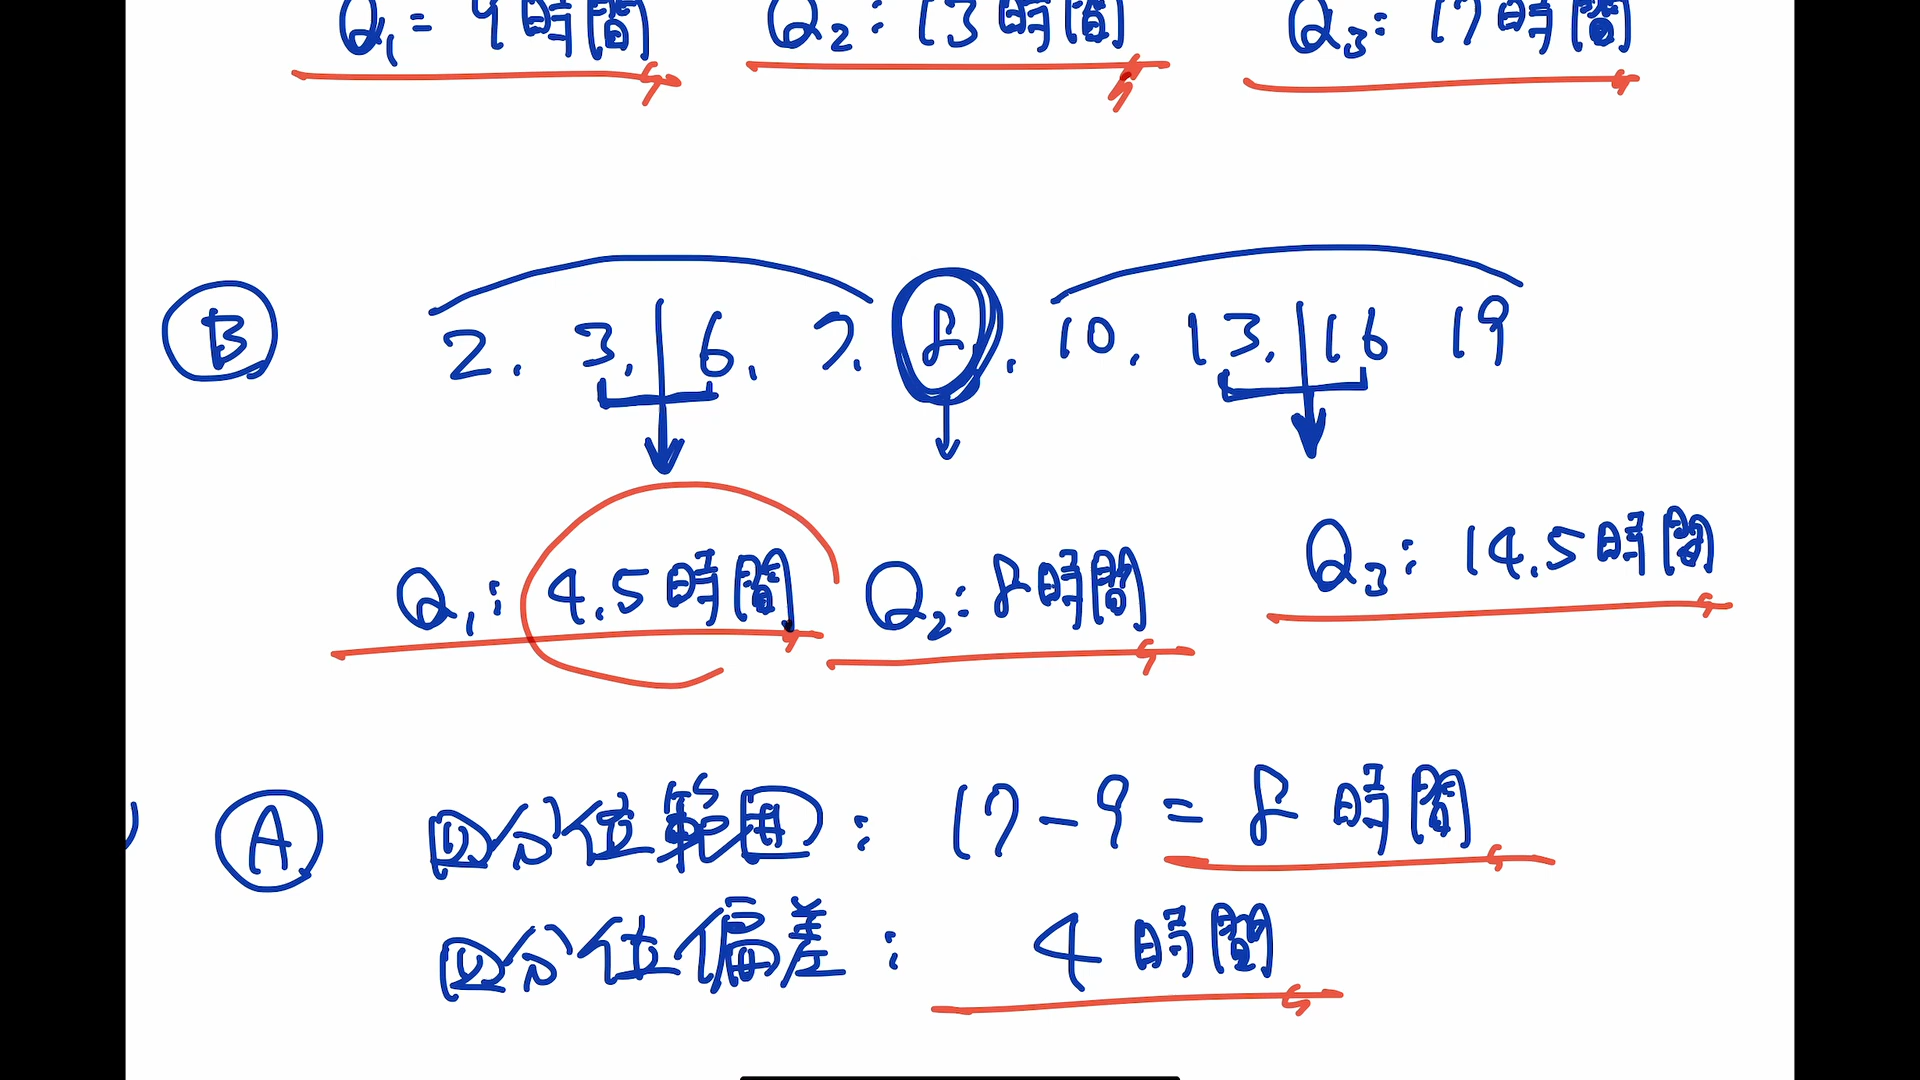 Q₁= 9時間 Q₂: 13時間 Q₃: 17時間
B 2. 3, 6. 7. 8. 10. 13. 16 19
Q₁: 4.5時間 Q₂: 8時間 Q₃: 14.5時間
A 四分位範囲: 17-9=8時間
四分位偏差: 4時間